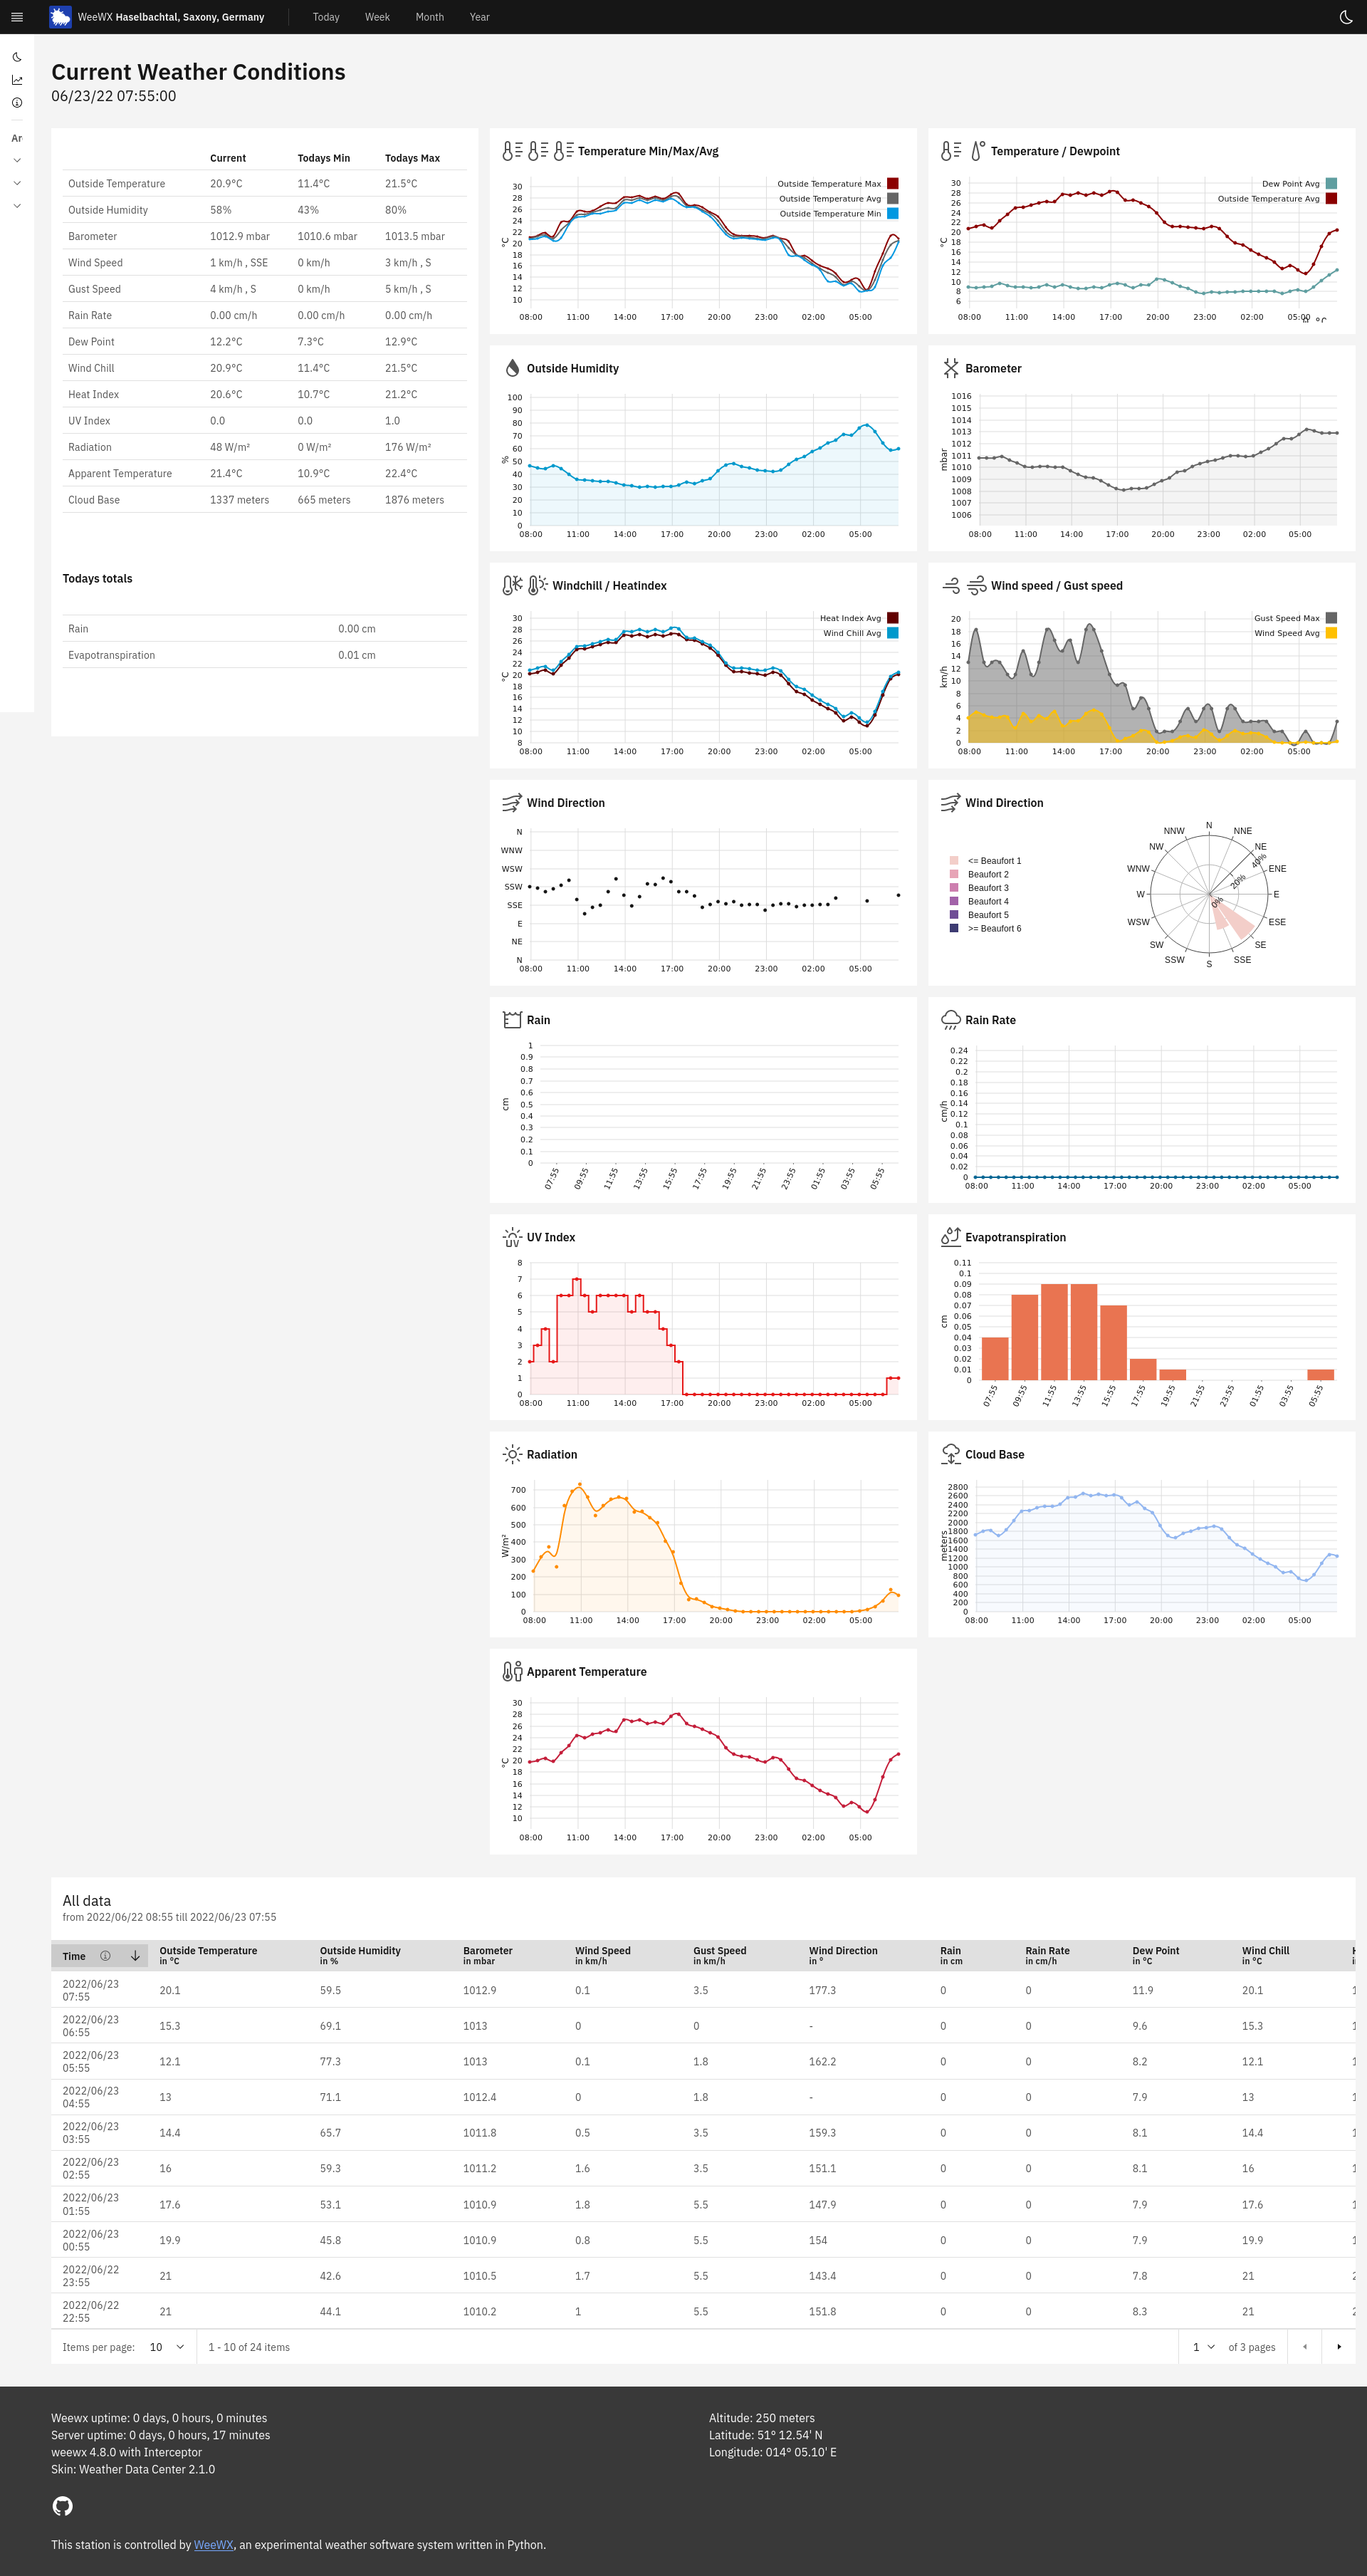 WeeWX Haselbachtal, Saxony, Germany Today Week Month Year
Current Weather Conditions
06/23/22 07:55:00
Ar
Current Todays Min Todays Max
Outside Temperature 20.9°C 11.4°C 21.5°C
Outside Humidity 58% 43% 80%
Barometer 1012.9 mbar 1010.6 mbar 1013.5 mbar
Wind Speed 1 km/h , SSE 0 km/h 3 km/h , S
Gust Speed 4 km/h , S 0 km/h 5 km/h , S
Rain Rate 0.00 cm/h 0.00 cm/h 0.00 cm/h
Dew Point 12.2°C 7.3°C 12.9°C
Wind Chill 20.9°C 11.4°C 21.5°C
Heat Index 20.6°C 10.7°C 21.2°C
UV Index 0.0 0.0 1.0
Radiation 48 W/m² 0 W/m² 176 W/m²
Apparent Temperature 21.4°C 10.9°C 22.4°C
Cloud Base 1337 meters 665 meters 1876 meters
Todays totals
Rain 0.00 cm
Evapotranspiration 0.01 cm
Temperature Min/Max/Avg
Outside Temperature Max
Outside Temperature Avg
Outside Temperature Min
°C
30
28
26
24
22
20
18
16
14
12
10
08:00 11:00 14:00 17:00 20:00 23:00 02:00 05:00
Temperature / Dewpoint
Dew Point Avg
Outside Temperature Avg
°C
30
28
26
24
22
20
18
16
14
12
10
8
6
08:00 11:00 14:00 17:00 20:00 23:00 02:00 05:00
Outside Humidity
%
100
90
80
70
60
50
40
30
20
10
0
08:00 11:00 14:00 17:00 20:00 23:00 02:00 05:00
Barometer
mbar
1016
1015
1014
1013
1012
1011
1010
1009
1008
1007
1006
08:00 11:00 14:00 17:00 20:00 23:00 02:00 05:00
Windchill / Heatindex
Heat Index Avg
Wind Chill Avg
°C
30
28
26
24
22
20
18
16
14
12
10
8
08:00 11:00 14:00 17:00 20:00 23:00 02:00 05:00
Wind speed / Gust speed
Gust Speed Max
Wind Speed Avg
km/h
20
18
16
14
12
10
8
6
4
2
0
08:00 11:00 14:00 17:00 20:00 23:00 02:00 05:00
Wind Direction
N
WNW
WSW
SSW
SSE
E
NE
N
08:00 11:00 14:00 17:00 20:00 23:00 02:00 05:00
Wind Direction
<= Beaufort 1
Beaufort 2
Beaufort 3
Beaufort 4
Beaufort 5
>= Beaufort 6
N
NNE
NE
ENE
E
ESE
SE
SSE
S
SSW
SW
WSW
W
WNW
NW
NNW
0%
20%
40%
Rain
cm
1
0.9
0.8
0.7
0.6
0.5
0.4
0.3
0.2
0.1
0
07:55 09:55 11:55 13:55 15:55 17:55 19:55 21:55 23:55 01:55 03:55 05:55
Rain Rate
cm/h
0.24
0.22
0.2
0.18
0.16
0.14
0.12
0.1
0.08
0.06
0.04
0.02
0
08:00 11:00 14:00 17:00 20:00 23:00 02:00 05:00
UV Index
8
7
6
5
4
3
2
1
0
08:00 11:00 14:00 17:00 20:00 23:00 02:00 05:00
Evapotranspiration
cm
0.11
0.1
0.09
0.08
0.07
0.06
0.05
0.04
0.03
0.02
0.01
0
07:55 09:55 11:55 13:55 15:55 17:55 19:55 21:55 23:55 01:55 03:55 05:55
Radiation
W/m²
700
600
500
400
300
200
100
0
08:00 11:00 14:00 17:00 20:00 23:00 02:00 05:00
Cloud Base
meters
2800
2600
2400
2200
2000
1800
1600
1400
1200
1000
800
600
400
200
0
08:00 11:00 14:00 17:00 20:00 23:00 02:00 05:00
Apparent Temperature
°C
30
28
26
24
22
20
18
16
14
12
10
08:00 11:00 14:00 17:00 20:00 23:00 02:00 05:00
All data
from 2022/06/22 08:55 till 2022/06/23 07:55
Time Outside Temperature Outside Humidity Barometer Wind Speed Gust Speed Wind Direction Rain Rain Rate Dew Point Wind Chill
in °C in % in mbar in km/h in km/h in ° in cm in cm/h in °C in °C
2022/06/23 07:55 20.1 59.5 1012.9 0.1 3.5 177.3 0 0 11.9 20.1
2022/06/23 06:55 15.3 69.1 1013 0 0 - 0 0 9.6 15.3
2022/06/23 05:55 12.1 77.3 1013 0.1 1.8 162.2 0 0 8.2 12.1
2022/06/23 04:55 13 71.1 1012.4 0 1.8 - 0 0 7.9 13
2022/06/23 03:55 14.4 65.7 1011.8 0.5 3.5 159.3 0 0 8.1 14.4
2022/06/23 02:55 16 59.3 1011.2 1.6 3.5 151.1 0 0 8.1 16
2022/06/23 01:55 17.6 53.1 1010.9 1.8 5.5 147.9 0 0 7.9 17.6
2022/06/23 00:55 19.9 45.8 1010.9 0.8 5.5 154 0 0 7.9 19.9
2022/06/22 23:55 21 42.6 1010.5 1.7 5.5 143.4 0 0 7.8 21
2022/06/22 22:55 21 44.1 1010.2 1 5.5 151.8 0 0 8.3 21
Items per page: 10 1 - 10 of 24 items 1 of 3 pages
Weewx uptime: 0 days, 0 hours, 0 minutes
Server uptime: 0 days, 0 hours, 17 minutes
weewx 4.8.0 with Interceptor
Skin: Weather Data Center 2.1.0
Altitude: 250 meters
Latitude: 51° 12.54' N
Longitude: 014° 05.10' E
This station is controlled by WeeWX, an experimental weather software system written in Python.